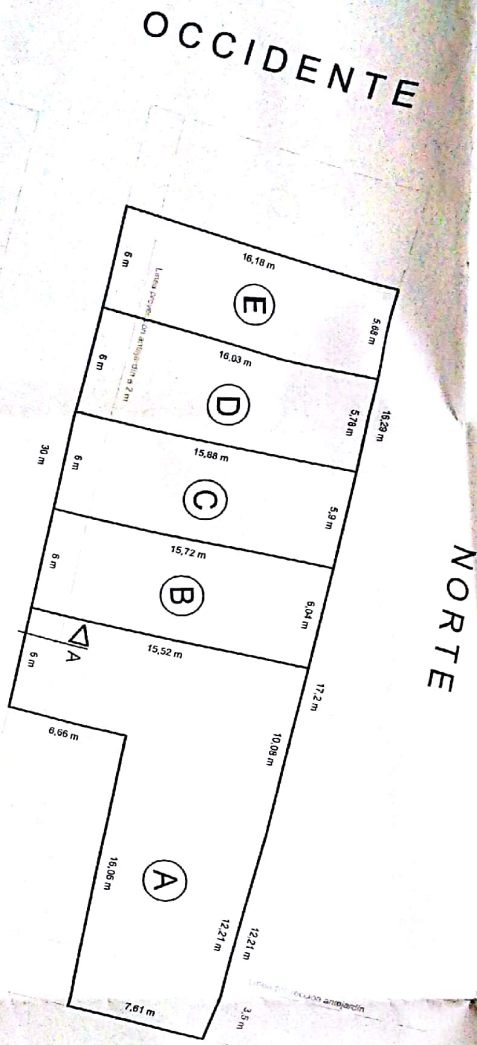 OCCIDENTE
NORTE
16,18 m
E
5,68 m
6 m
16,03 m
D
5,78 m
16,29 m
6 m
15,88 m
C
5,9 m
6 m
30 m
15,72 m
B
6,04 m
6 m
15,52 m
A
6 m
17,2 m
10,09 m
6,66 m
16,06 m
A
12,21 m
12,21 m
7,61 m
3,5 m
antejardin